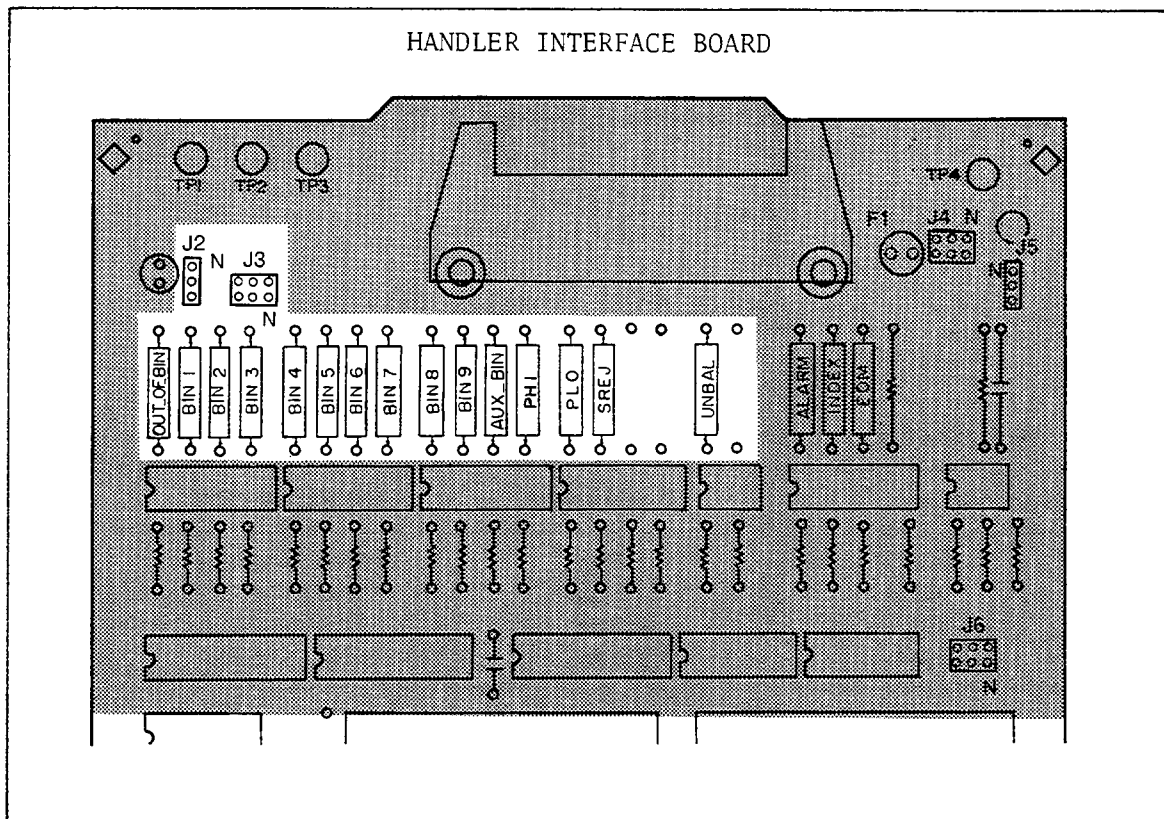 HANDLER INTERFACE BOARD
TP1 TP2 TP3
TP4
J2 N J3 N
F1 J4 N
J5 N
OUT_OF_BIN
BIN 1
BIN 2
BIN 3
BIN 4
BIN 5
BIN 6
BIN 7
BIN 8
BIN 9
AUX_BIN
PHI
PLO
SREJ
UNBAL
ALARM
INDEX
EOM
J6
N